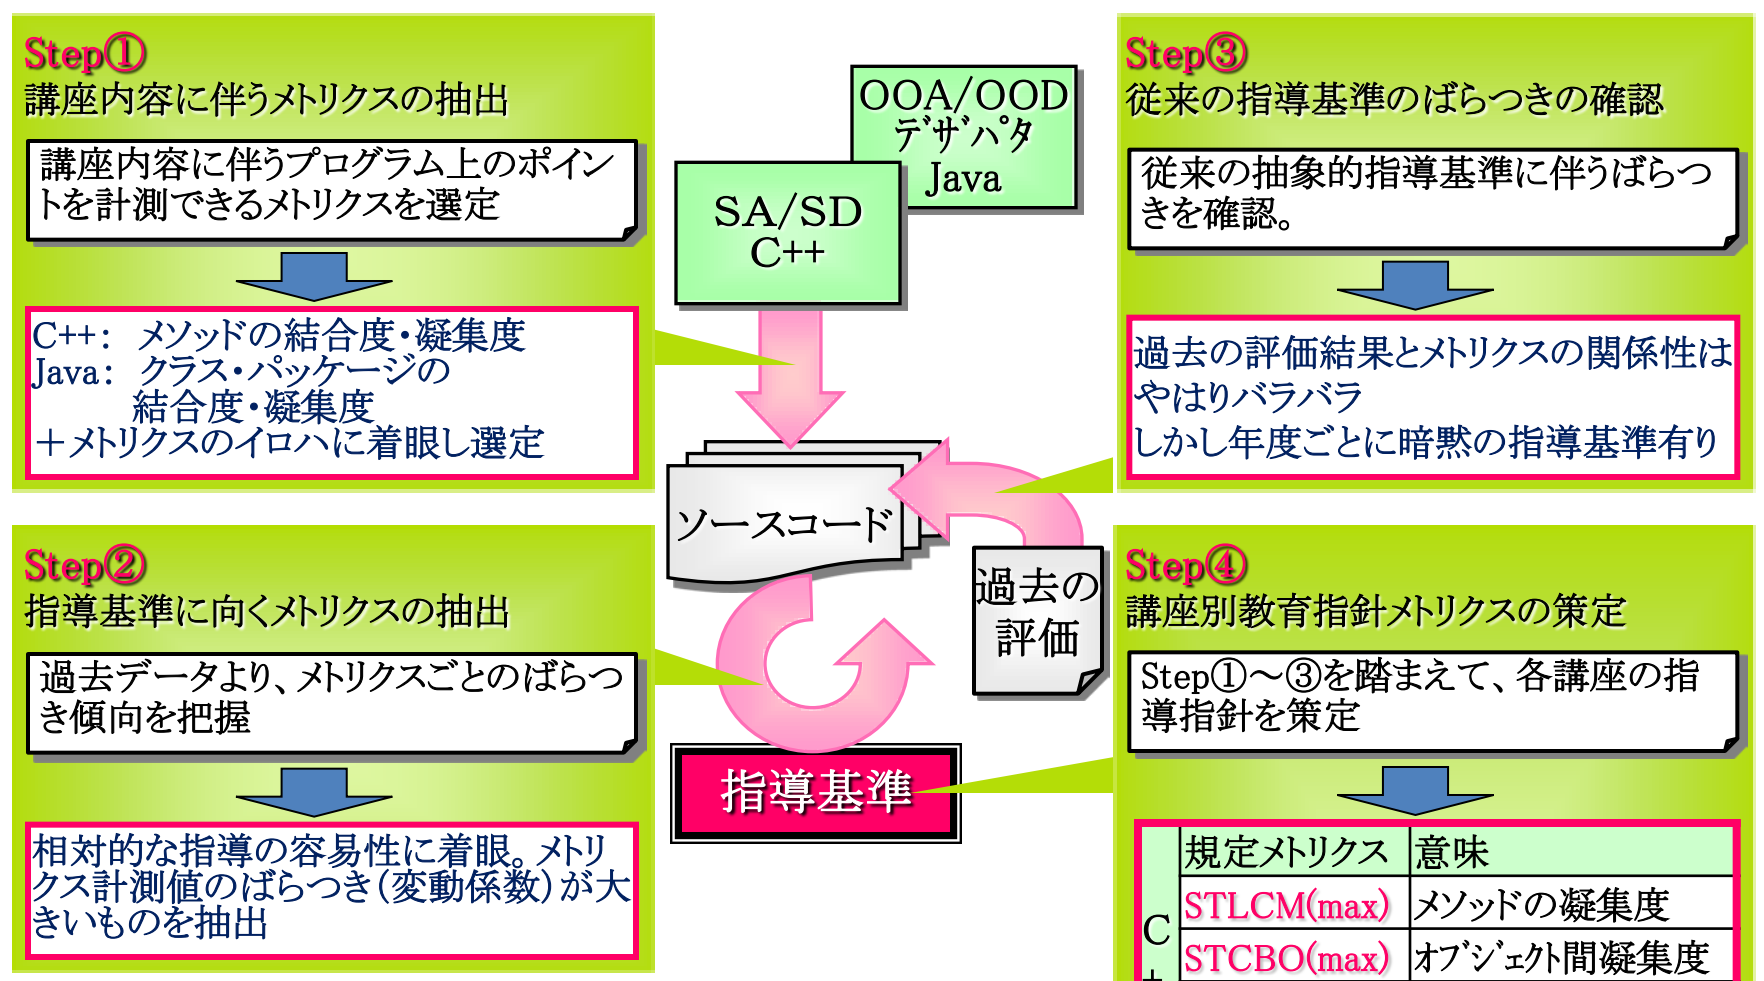 Step①
講座内容に伴うメトリクスの抽出
講座内容に伴うプログラム上のポイン
トを計測できるメトリクスを選定
C++： メソッドの結合度・凝集度
Java： クラス・パッケージの
結合度・凝集度
＋メトリクスのイロハに着眼し選定
Step②
指導基準に向くメトリクスの抽出
過去データより、メトリクスごとのばらつ
き傾向を把握
相対的な指導の容易性に着眼。メトリ
クス計測値のばらつき（変動係数）が大
きいものを抽出
OOA/OOD
ﾃﾞｻﾞﾊﾟﾀ
Java
SA/SD
C++
ソースコード
過去の
評価
指導基準
Step③
従来の指導基準のばらつきの確認
従来の抽象的指導基準に伴うばらつ
きを確認。
過去の評価結果とメトリクスの関係性は
やはりバラバラ
しかし年度ごとに暗黙の指導基準有り
Step④
講座別教育指針メトリクスの策定
Step①～③を踏まえて、各講座の指
導指針を策定
規定メトリクス 意味
STLCM(max) メソッドの凝集度
C
STCBO(max) ｵﾌﾞｼﾞｪｸﾄ間凝集度
+